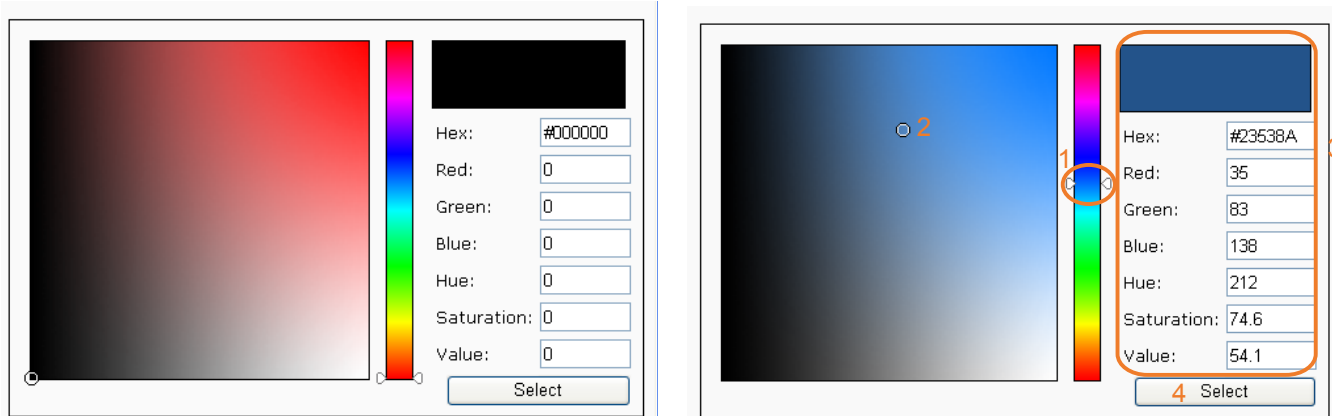 Hex: #000000
Red: 0
Green: 0
Blue: 0
Hue: 0
Saturation: 0
Value: 0
Select
2
1
Hex: #23538A
Red: 35
Green: 83
Blue: 138
Hue: 212
Saturation: 74.6
Value: 54.1
4 Select